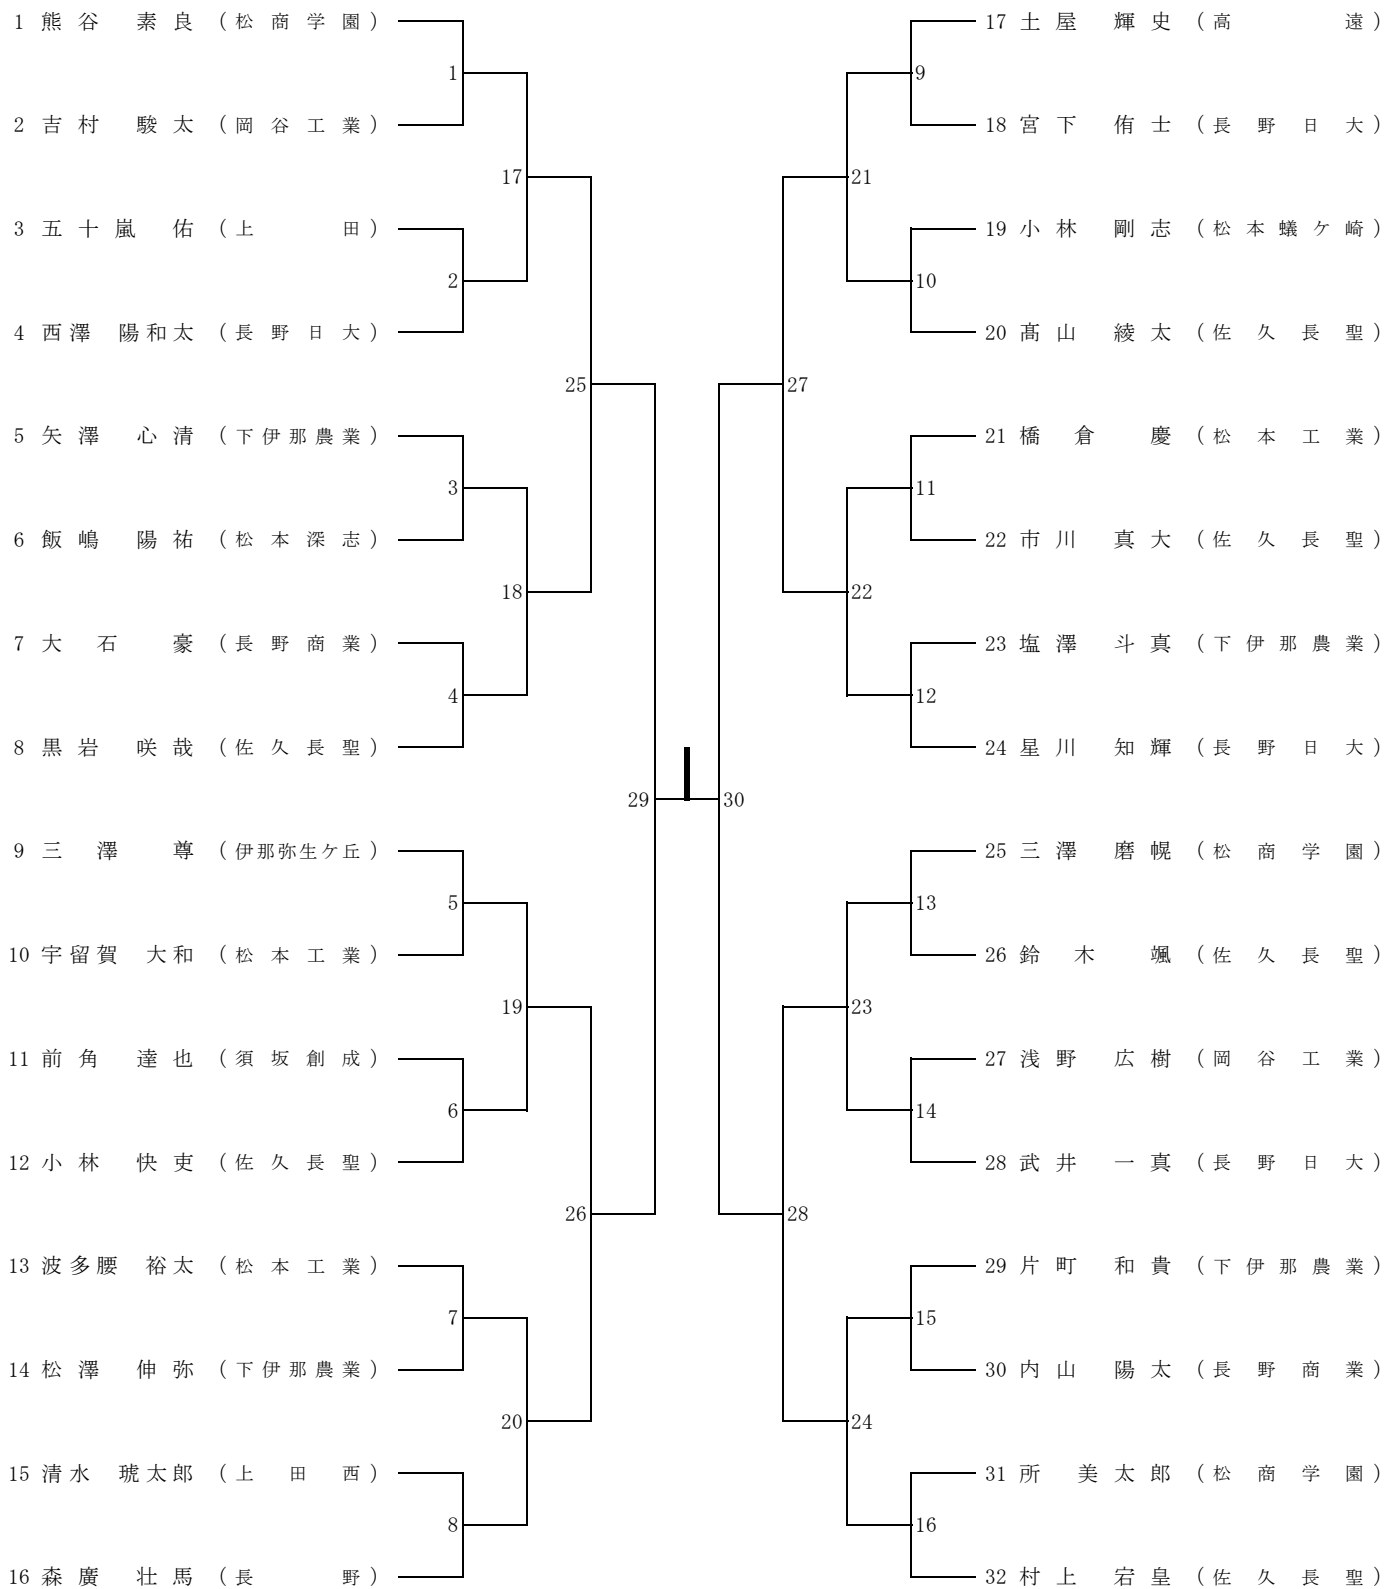 1 熊谷 素良 (松商学園)
1
2 吉村 駿太 (岡谷工業)
17
3 五十嵐 佑 (上田)
2
4 西澤 陽和太 (長野日大)
25
5 矢澤 心清 (下伊那農業)
3
6 飯嶋 陽祐 (松本深志)
18
7 大石 豪 (長野商業)
4
8 黒岩 咲哉 (佐久長聖)
29
9 三澤 尊 (伊那弥生ケ丘)
5
10 宇留賀 大和 (松本工業)
19
11 前角 達也 (須坂創成)
6
12 小林 快吏 (佐久長聖)
26
13 波多腰 裕太 (松本工業)
7
14 松澤 伸弥 (下伊那農業)
20
15 清水 琥太郎 (上田西)
8
16 森廣 壮馬 (長野)
17 土屋 輝史 (高遠)
9
18 宮下 侑士 (長野日大)
21
19 小林 剛志 (松本蟻ケ崎)
10
20 髙山 綾太 (佐久長聖)
27
21 橋倉 慶 (松本工業)
11
22 市川 真大 (佐久長聖)
22
23 塩澤 斗真 (下伊那農業)
12
24 星川 知輝 (長野日大)
30
25 三澤 磨幌 (松商学園)
13
26 鈴木 颯 (佐久長聖)
23
27 浅野 広樹 (岡谷工業)
14
28 武井 一真 (長野日大)
28
29 片町 和貴 (下伊那農業)
15
30 内山 陽太 (長野商業)
24
31 所 美太郎 (松商学園)
16
32 村上 宕皇 (佐久長聖)